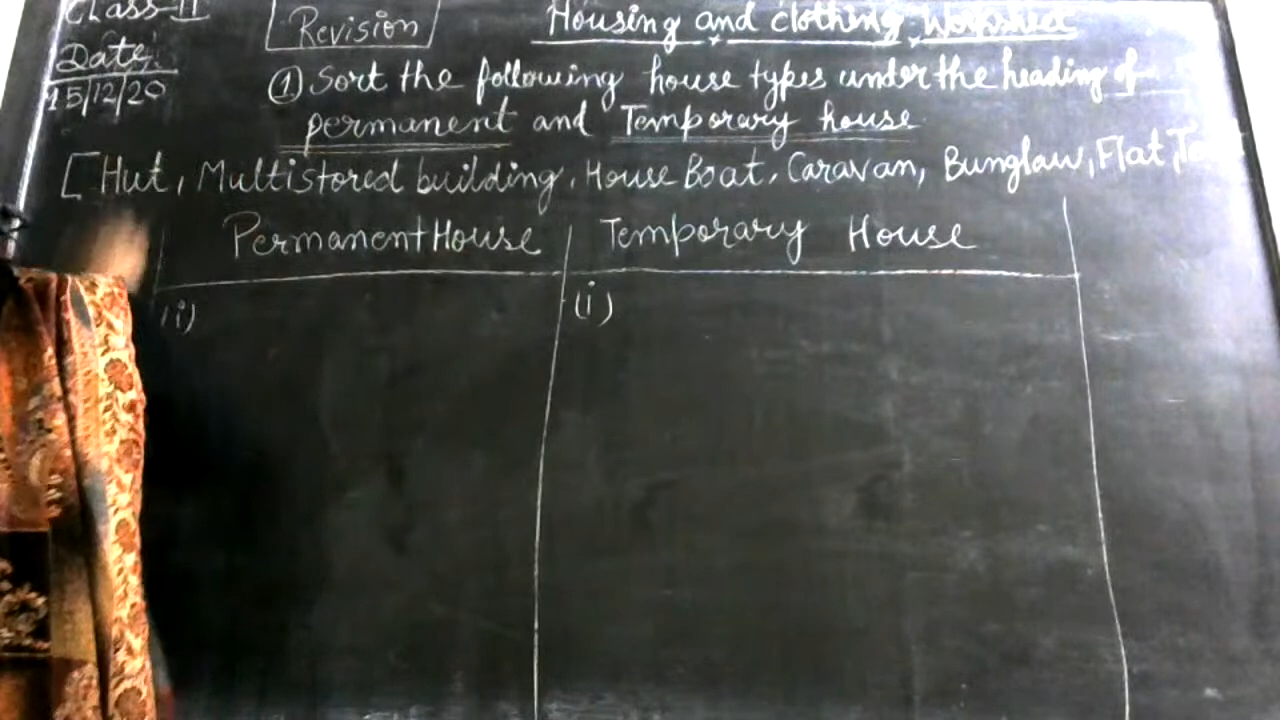 Class-II
Revision
Housing and clothing Worksheet
Date:
15/12/20
① Sort the following house types under the heading of
permanent and Temporary house
[Hut, Multistored building, House Boat, Caravan, Bunglaw, Flat,
Permanent House Temporary House
(i) (i)